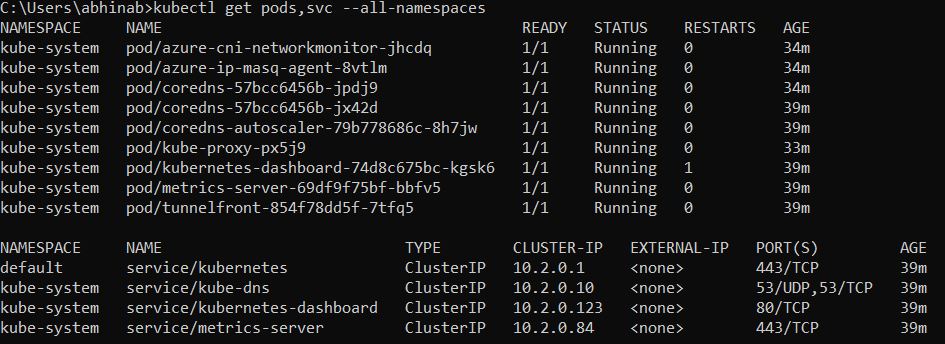 C:\Users\abhinab>kubectl get pods,svc --all-namespaces
NAMESPACE NAME READY STATUS RESTARTS AGE
kube-system pod/azure-cni-networkmonitor-jhcdq 1/1 Running 0 34m
kube-system pod/azure-ip-masq-agent-8vtlm 1/1 Running 0 34m
kube-system pod/coredns-57bcc6456b-jpdj9 1/1 Running 0 34m
kube-system pod/coredns-57bcc6456b-jx42d 1/1 Running 0 39m
kube-system pod/coredns-autoscaler-79b778686c-8h7jw 1/1 Running 0 39m
kube-system pod/kube-proxy-px5j9 1/1 Running 0 33m
kube-system pod/kubernetes-dashboard-74d8c675bc-kgsk6 1/1 Running 1 39m
kube-system pod/metrics-server-69df9f75bf-bbfv5 1/1 Running 0 39m
kube-system pod/tunnelfront-854f78dd5f-7tfq5 1/1 Running 0 39m
NAMESPACE NAME TYPE CLUSTER-IP EXTERNAL-IP PORT(S) AGE
default service/kubernetes ClusterIP 10.2.0.1 <none> 443/TCP 39m
kube-system service/kube-dns ClusterIP 10.2.0.10 <none> 53/UDP,53/TCP 39m
kube-system service/kubernetes-dashboard ClusterIP 10.2.0.123 <none> 80/TCP 39m
kube-system service/metrics-server ClusterIP 10.2.0.84 <none> 443/TCP 39m